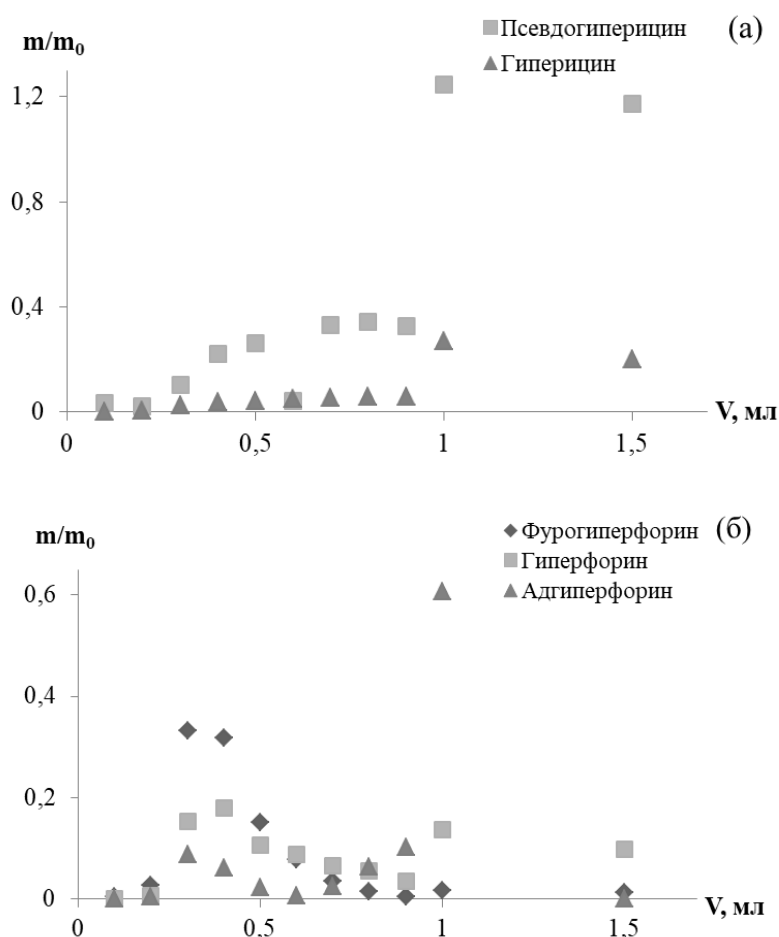 m/m₀
Псевдогиперицин
Гиперицин
(а)
1,2
0,8
0,4
0
0
0,5
1
1,5
V, мл
m/m₀
Фурогиперфорин
Гиперфорин
Адгиперфорин
(б)
0,6
0,4
0,2
0
0
0,5
1
1,5
V, мл